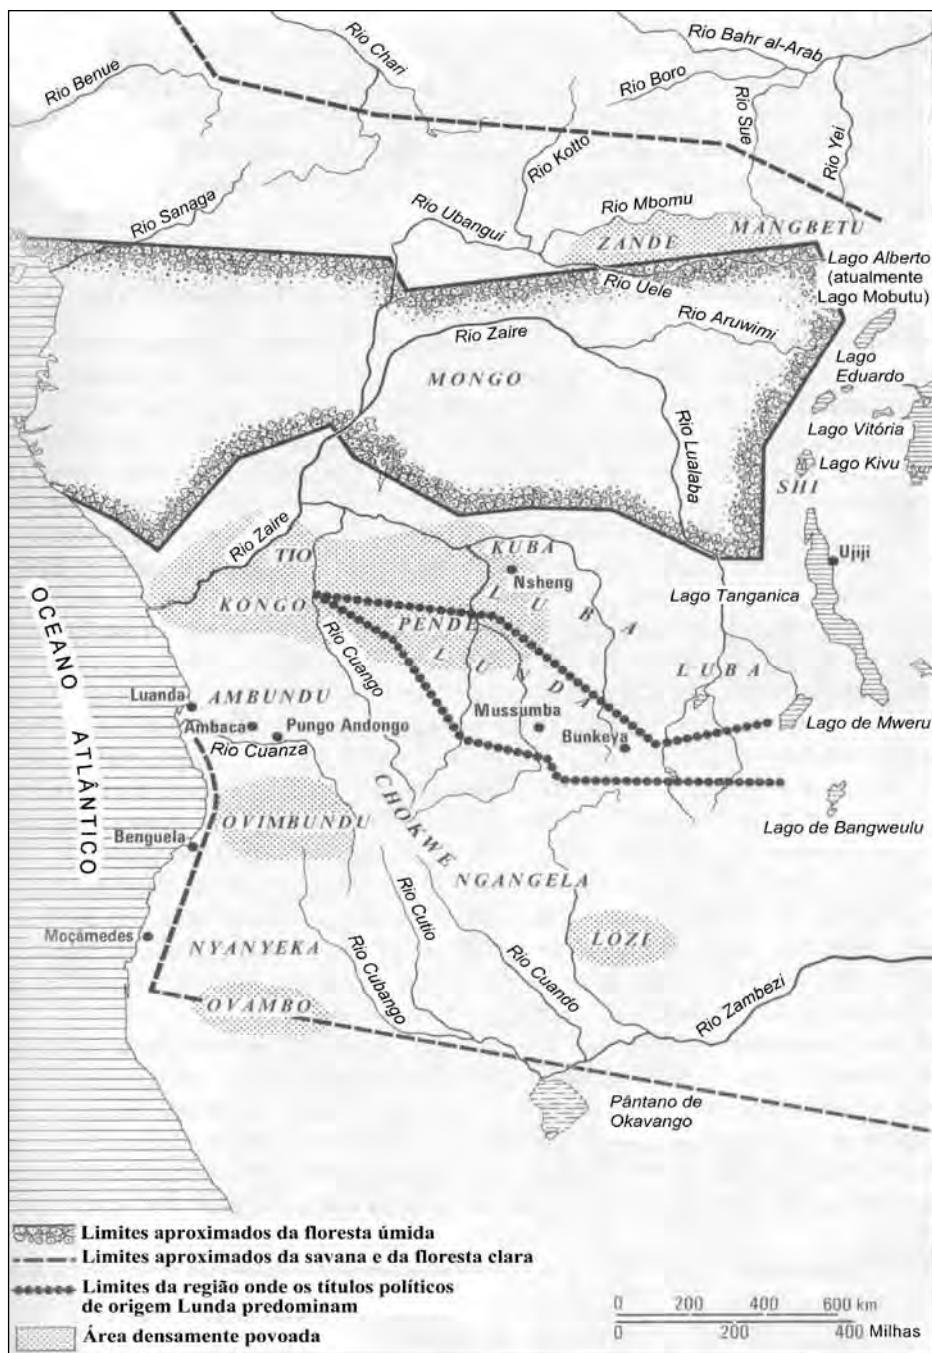 Rio Bahr al-Arab
Rio Chari
Rio Benue
Rio Boro
Rio Sue
Rio Yei
Rio Kotto
Rio Sanaga
Rio Ubangui
Rio Mbomu
ZANDE
MANGBETU
Lago Alberto
(atualmente
Lago Mobutu)
Rio Uele
Rio Zaire
Rio Aruwimi
Lago
Eduardo
MONGO
Lago Vitória
Rio Lualaba
Lago Kivu
SHI
Rio Zaire
TIO
KUBA
Nsheng
Ujiji
KONGO
LUBA
Lago Tanganica
PENDE
LUNDA
Rio Cuango
LUBA
Luanda
AMBUNDU
Ambaca
Pungo Andongo
Mussumba
Bunkeya
Lago de Mweru
Rio Cuanza
OCEANO ATLÂNTICO
CHOKWE
OVIMBUNDU
Lago de Bangweulu
Benguela
NGANGELA
Rio Cutio
Moçâmedes
NYANYEKA
LOZI
Rio Cubango
Rio Cuando
Rio Zambezi
OVAMBO
Pântano de
Okavango
Limites aproximados da floresta úmida
Limites aproximados da savana e da floresta clara
Limites da região onde os títulos políticos
de origem Lunda predominam
Área densamente povoada
0 200 400 600 km
0 200 400 Milhas